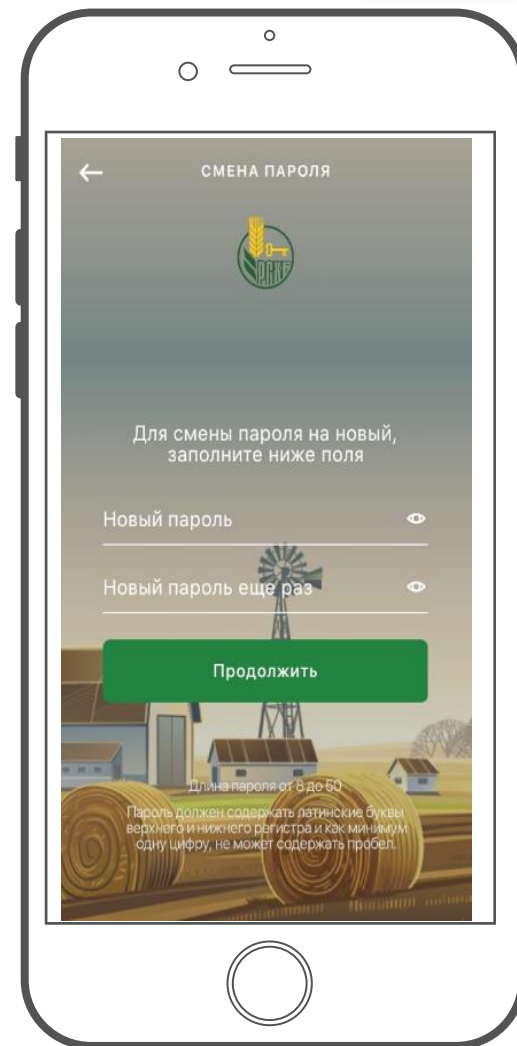 СМЕНА ПАРОЛЯ
РСХБ
Для смены пароля на новый,
заполните ниже поля
Новый пароль
Новый пароль еще раз
Продолжить
Длина пароля от 8 до 50
Пароль должен содержать латинские буквы
верхнего и нижнего регистра и как минимум
одну цифру, не может содержать пробел.